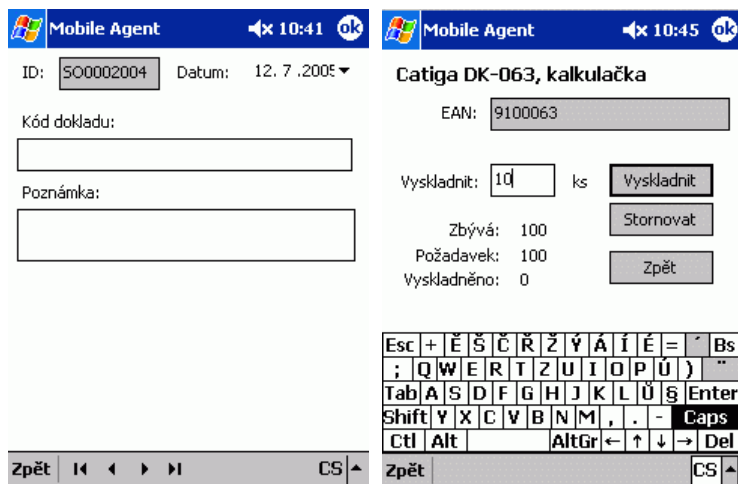 Mobile Agent 10:41 ok
ID: SO0002004 Datum: 12. 7 .2005
Kód dokladu:
Poznámka:
Zpět CS
Mobile Agent 10:45 ok
Catiga DK-063, kalkulačka
EAN: 9100063
Vyskladnit: 10 ks Vyskladnit
Stornovat
Zbývá: 100
Požadavek: 100
Zpět
Vyskladněno: 0
Esc + Ě Š Č Ř Ž Ý Á Í É = ´ Bs
; Q W E R T Z U I O P Ú ) ¨
Tab A S D F G H J K L Ů § Enter
Shift Y X C V B N M , . - Caps
Ctl Alt AltGr ← ↑ ↓ → Del
Zpět CS